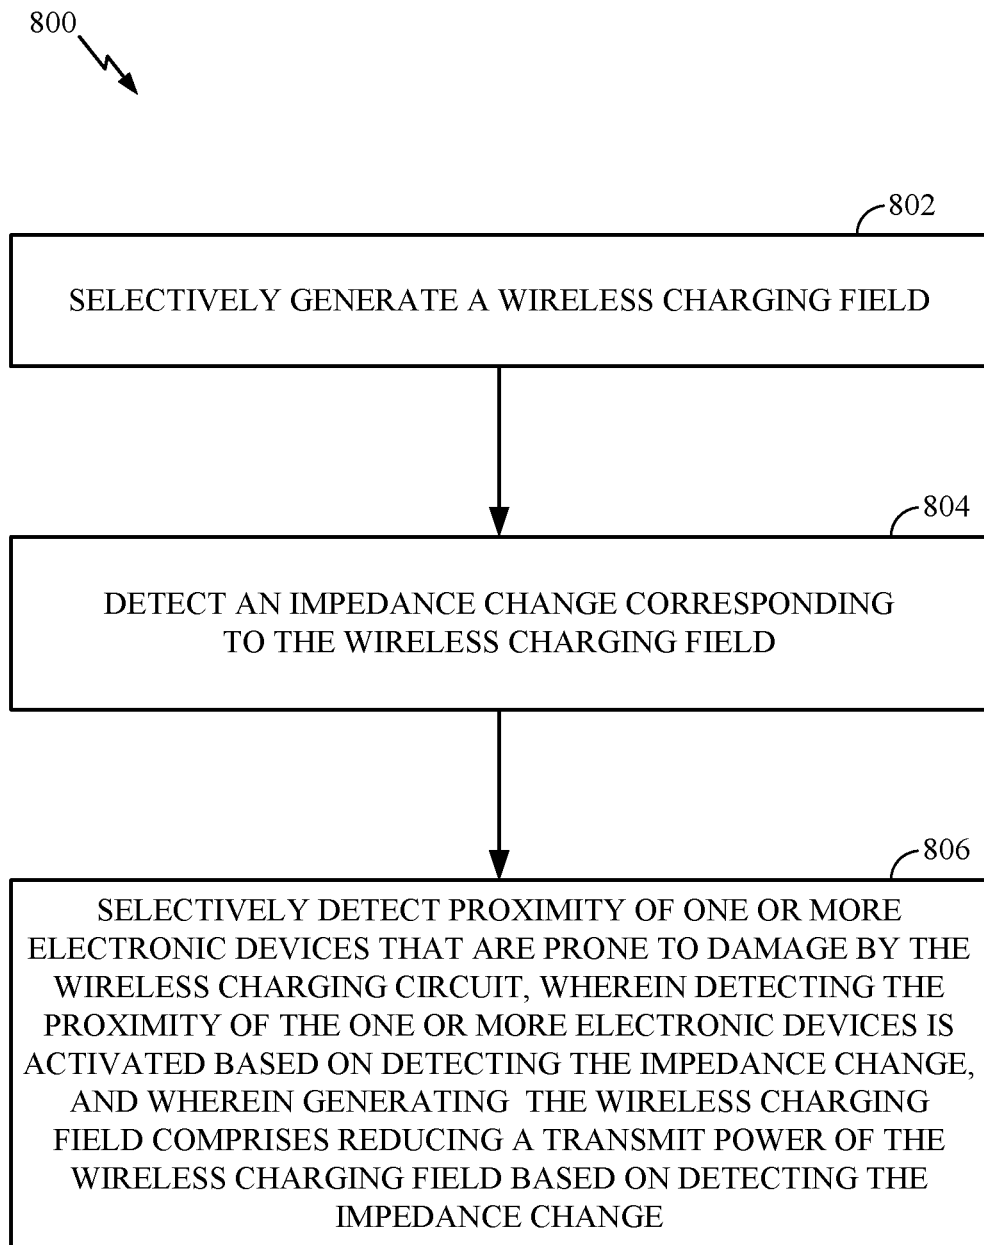 800
802
SELECTIVELY GENERATE A WIRELESS CHARGING FIELD
804
DETECT AN IMPEDANCE CHANGE CORRESPONDING
TO THE WIRELESS CHARGING FIELD
806
SELECTIVELY DETECT PROXIMITY OF ONE OR MORE
ELECTRONIC DEVICES THAT ARE PRONE TO DAMAGE BY THE
WIRELESS CHARGING CIRCUIT, WHEREIN DETECTING THE
PROXIMITY OF THE ONE OR MORE ELECTRONIC DEVICES IS
ACTIVATED BASED ON DETECTING THE IMPEDANCE CHANGE,
AND WHEREIN GENERATING THE WIRELESS CHARGING
FIELD COMPRISES REDUCING A TRANSMIT POWER OF THE
WIRELESS CHARGING FIELD BASED ON DETECTING THE
IMPEDANCE CHANGE